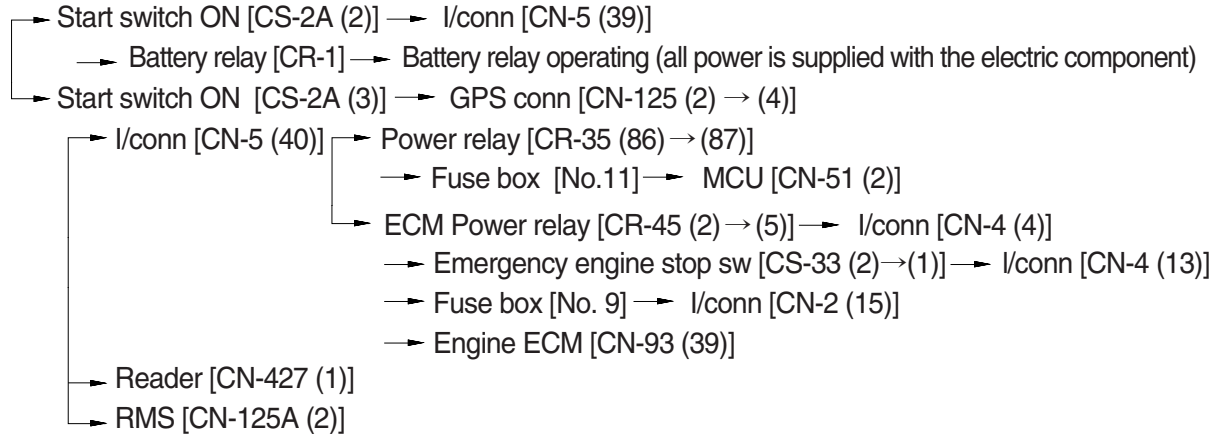 Start switch ON [CS-2A (2)] → I/conn [CN-5 (39)]
→ Battery relay [CR-1] → Battery relay operating (all power is supplied with the electric component)
Start switch ON [CS-2A (3)] → GPS conn [CN-125 (2) → (4)]
→ I/conn [CN-5 (40)] → Power relay [CR-35 (86) → (87)]
→ Fuse box [No.11] → MCU [CN-51 (2)]
→ ECM Power relay [CR-45 (2) → (5)] → I/conn [CN-4 (4)]
→ Emergency engine stop sw [CS-33 (2)→(1)] → I/conn [CN-4 (13)]
→ Fuse box [No. 9] → I/conn [CN-2 (15)]
→ Engine ECM [CN-93 (39)]
→ Reader [CN-427 (1)]
→ RMS [CN-125A (2)]